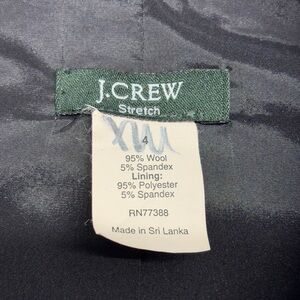 J.CREW
Stretch
4
95% Wool
5% Spandex
Lining:
95% Polyester
5% Spandex
RN77388
Made in Sri Lanka